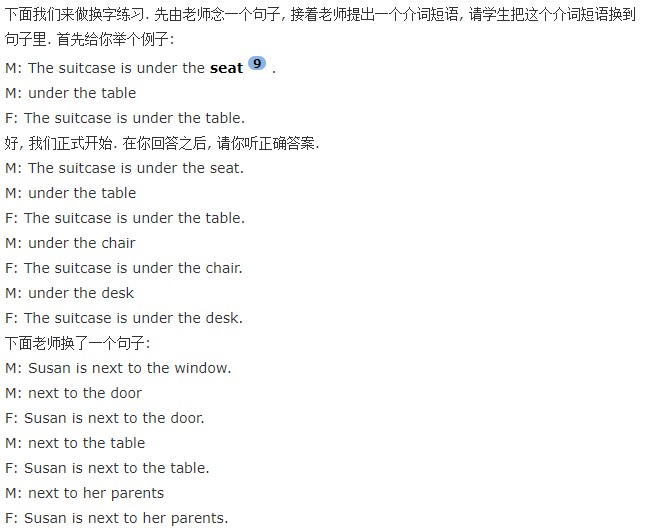 下面我们来做换字练习. 先由老师念一个句子, 接着老师提出一个介词短语, 请学生把这个介词短语换到
句子里. 首先给你举个例子:
M: The suitcase is under the seat 9 .
M: under the table
F: The suitcase is under the table.
好, 我们正式开始. 在你回答之后, 请你听正确答案.
M: The suitcase is under the seat.
M: under the table
F: The suitcase is under the table.
M: under the chair
F: The suitcase is under the chair.
M: under the desk
F: The suitcase is under the desk.
下面老师换了一个句子:
M: Susan is next to the window.
M: next to the door
F: Susan is next to the door.
M: next to the table
F: Susan is next to the table.
M: next to her parents
F: Susan is next to her parents.